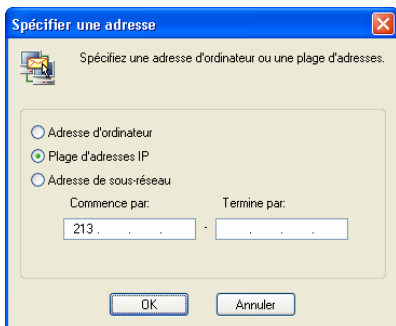 Spécifier une adresse
Spécifiez une adresse d'ordinateur ou une plage d'adresses.
Adresse d'ordinateur
Plage d'adresses IP
Adresse de sous-réseau
Commence par: Termine par:
213 . . . - . . .
OK Annuler